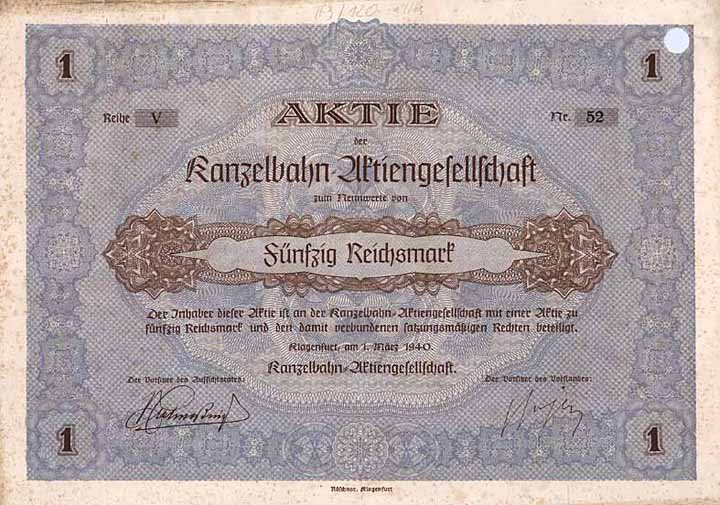 1 1
AKTIE
Reihe V Nr. 52
der
Kanzelbahn-Aktiengesellschaft
zum Nennwerte von
Fünfzig Reichsmark
Der Inhaber dieser Aktie ist an der Kanzelbahn-Aktiengesellschaft mit einer Aktie zu
fünfzig Reichsmark und den damit verbundenen satzungsmäßigen Rechten beteiligt.
Klagenfurt, am 1. März 1940.
Kanzelbahn-Aktiengesellschaft.
Der Vorsitzer des Aufsichtsrates: Der Vorsitzer des Vorstandes:
1 1
Röschnar, Klagenfurt